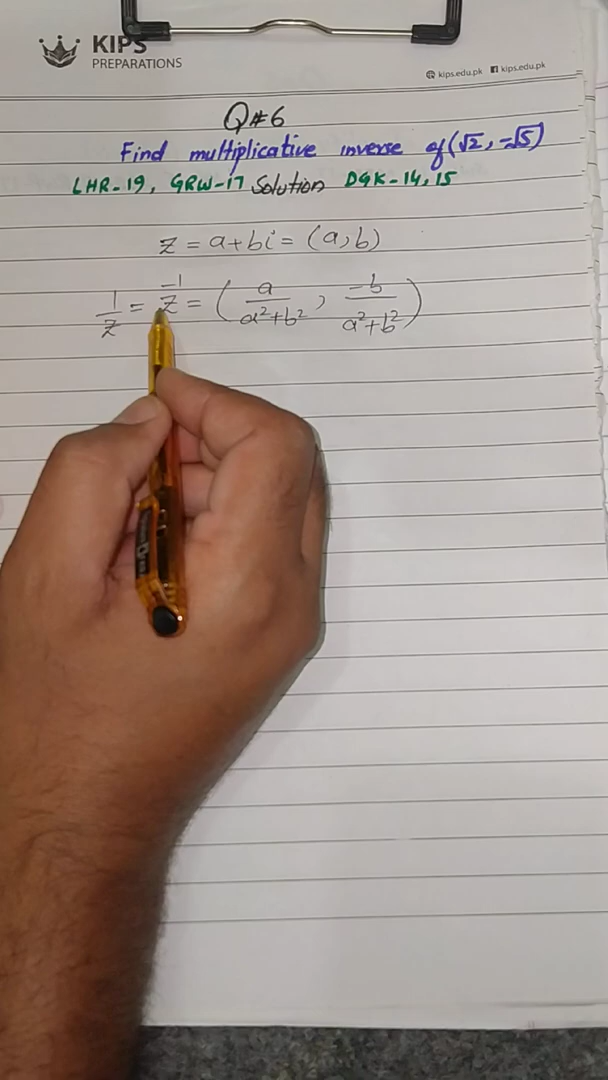 KIPS
PREPARATIONS
kips.edu.pk kips.edu.pk
Q#6
Find multiplicative inverse of (√2, -√5)
LHR-19, GRW-17 Solution DGK-14,15
z = a+bi = (a,b)
1/z = z⁻¹ = (a/a²+b², -b/a²+b²)